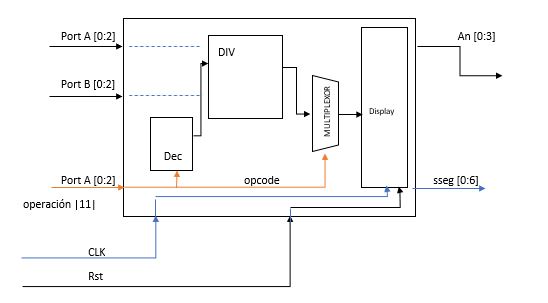 Port A [0:2]
DIV
An [0:3]
Port B [0:2]
MULTIPLEXOR
Display
Dec
Port A [0:2]
opcode
sseg [0:6]
operación |11|
CLK
Rst